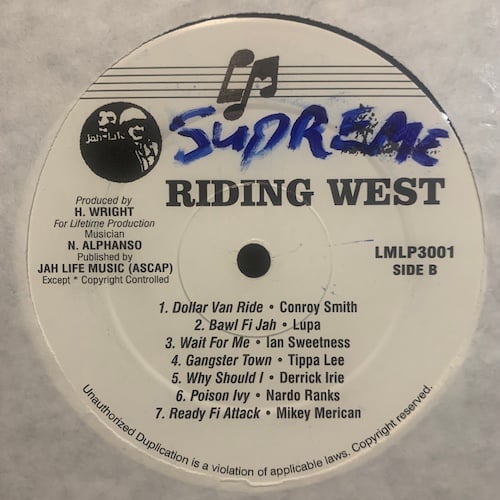 Jah-Life
SUPREME
RIDING WEST
Produced by
H. WRIGHT
For Lifetime Production
Musician
N. ALPHANSO
Published by
JAH LIFE MUSIC (ASCAP)
Except * Copyright Controlled
LMLP3001
SIDE B
1. Dollar Van Ride • Conroy Smith
2. Bawl Fi Jah • Lupa
3. Wait For Me • Ian Sweetness
4. Gangster Town • Tippa Lee
5. Why Should I • Derrick Irie
6. Poison Ivy • Nardo Ranks
7. Ready Fi Attack • Mikey Merican
Unauthorized Duplication is a violation of applicable laws. Copyright reserved.